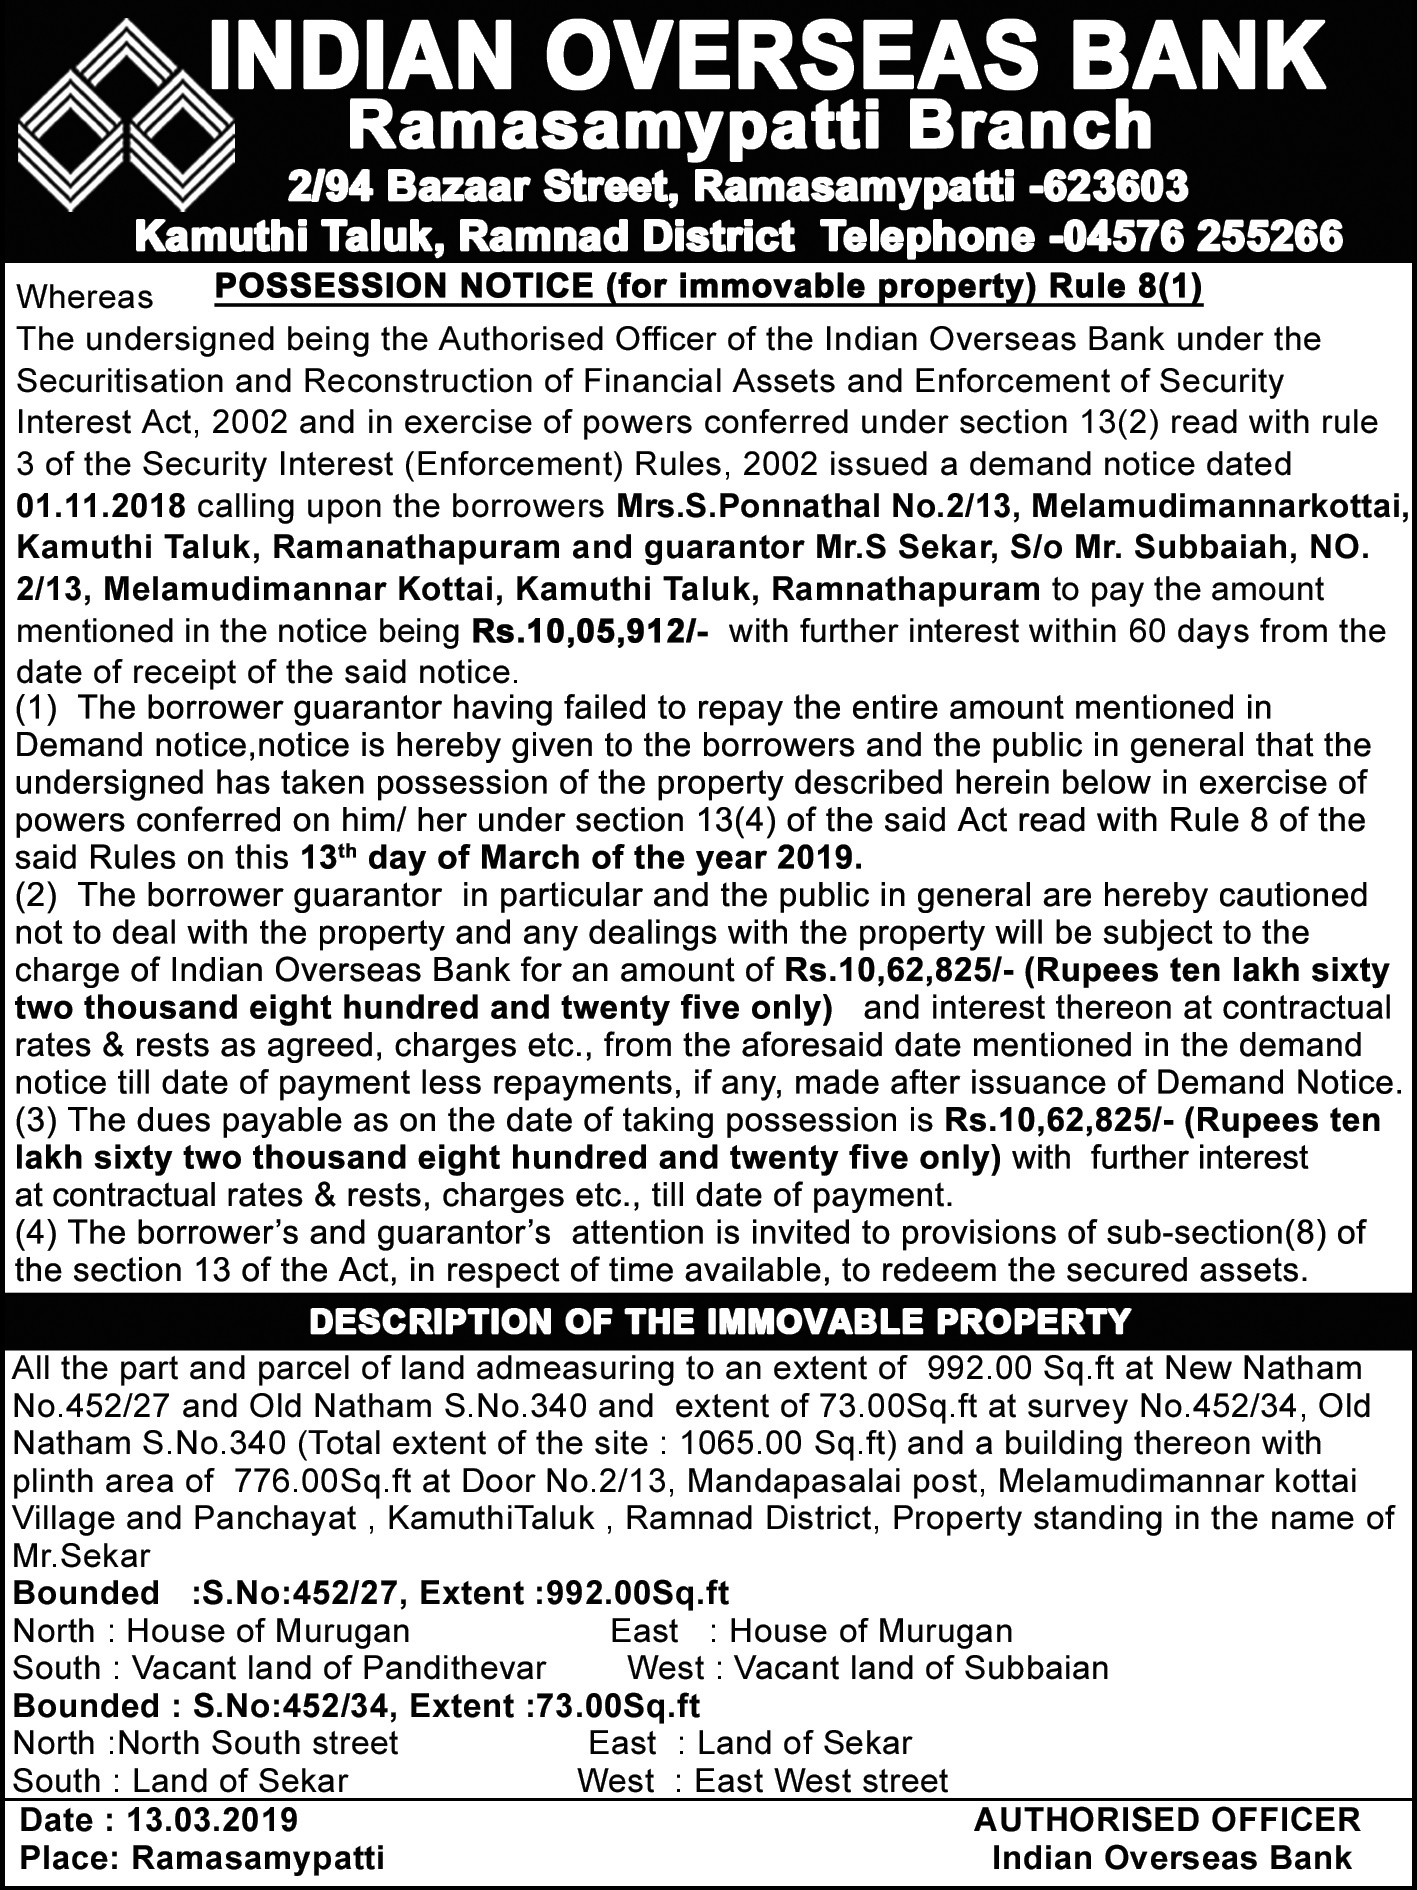 INDIAN OVERSEAS BANK
Ramasamypatti Branch
2/94 Bazaar Street, Ramasamypatti -623603
Kamuthi Taluk, Ramnad District Telephone -04576 255266
Whereas POSSESSION NOTICE (for immovable property) Rule 8(1)
The undersigned being the Authorised Officer of the Indian Overseas Bank under the
Securitisation and Reconstruction of Financial Assets and Enforcement of Security
Interest Act, 2002 and in exercise of powers conferred under section 13(2) read with rule
3 of the Security Interest (Enforcement) Rules, 2002 issued a demand notice dated
01.11.2018 calling upon the borrowers Mrs.S.Ponnathal No.2/13, Melamudimannarkottai,
Kamuthi Taluk, Ramanathapuram and guarantor Mr.S Sekar, S/o Mr. Subbaiah, NO.
2/13, Melamudimannar Kottai, Kamuthi Taluk, Ramnathapuram to pay the amount
mentioned in the notice being Rs.10,05,912/- with further interest within 60 days from the
date of receipt of the said notice.
(1) The borrower guarantor having failed to repay the entire amount mentioned in
Demand notice,notice is hereby given to the borrowers and the public in general that the
undersigned has taken possession of the property described herein below in exercise of
powers conferred on him/ her under section 13(4) of the said Act read with Rule 8 of the
said Rules on this 13th day of March of the year 2019.
(2) The borrower guarantor in particular and the public in general are hereby cautioned
not to deal with the property and any dealings with the property will be subject to the
charge of Indian Overseas Bank for an amount of Rs.10,62,825/- (Rupees ten lakh sixty
two thousand eight hundred and twenty five only) and interest thereon at contractual
rates & rests as agreed, charges etc., from the aforesaid date mentioned in the demand
notice till date of payment less repayments, if any, made after issuance of Demand Notice.
(3) The dues payable as on the date of taking possession is Rs.10,62,825/- (Rupees ten
lakh sixty two thousand eight hundred and twenty five only) with further interest
at contractual rates & rests, charges etc., till date of payment.
(4) The borrower's and guarantor's attention is invited to provisions of sub-section(8) of
the section 13 of the Act, in respect of time available, to redeem the secured assets.
DESCRIPTION OF THE IMMOVABLE PROPERTY
All the part and parcel of land admeasuring to an extent of 992.00 Sq.ft at New Natham
No.452/27 and Old Natham S.No.340 and extent of 73.00Sq.ft at survey No.452/34, Old
Natham S.No.340 (Total extent of the site : 1065.00 Sq.ft) and a building thereon with
plinth area of 776.00Sq.ft at Door No.2/13, Mandapasalai post, Melamudimannar kottai
Village and Panchayat , KamuthiTaluk , Ramnad District, Property standing in the name of
Mr.Sekar
Bounded :S.No:452/27, Extent :992.00Sq.ft
North : House of Murugan East : House of Murugan
South : Vacant land of Pandithevar West : Vacant land of Subbaian
Bounded : S.No:452/34, Extent :73.00Sq.ft
North :North South street East : Land of Sekar
South : Land of Sekar West : East West street
Date : 13.03.2019 AUTHORISED OFFICER
Place: Ramasamypatti Indian Overseas Bank